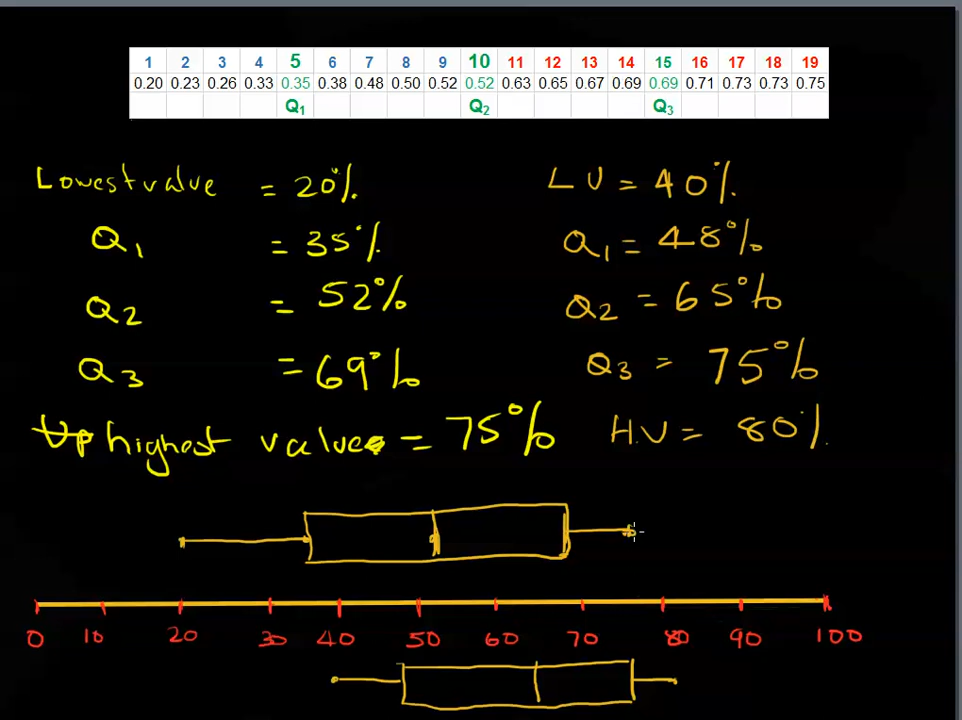 1 2 3 4 5 6 7 8 9 10 11 12 13 14 15 16 17 18 19
0.20 0.23 0.26 0.33 0.35 0.38 0.48 0.50 0.52 0.52 0.63 0.65 0.67 0.69 0.69 0.71 0.73 0.73 0.75
Q1 Q2 Q3
Lowest value = 20% LV = 40%
Q1 = 35% Q1 = 48%
Q2 = 52% Q2 = 65%
Q3 = 69% Q3 = 75%
Up highest value = 75% H.V = 80%
0 10 20 30 40 50 60 70 80 90 100